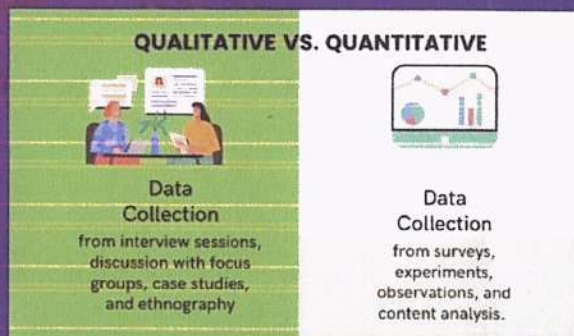 QUALITATIVE VS. QUANTITATIVE
Data
Collection
from interview sessions,
discussion with focus
groups, case studies,
and ethnography
Data
Collection
from surveys,
experiments,
observations, and
content analysis.